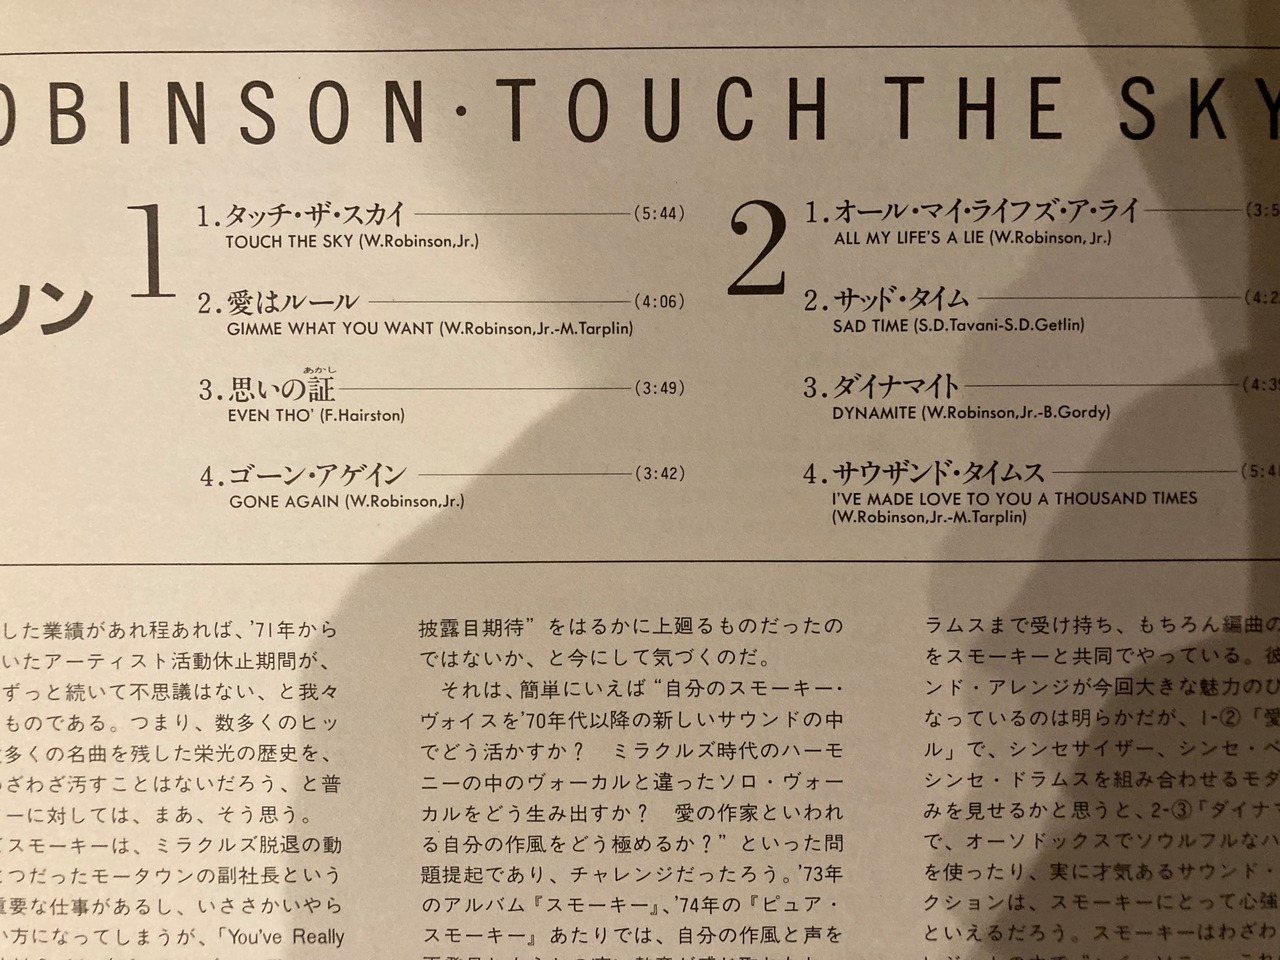 OBINSON・TOUCH THE SKY
ソン
1
1.タッチ・ザ・スカイ (5:44)
TOUCH THE SKY (W.Robinson,Jr.)
2.愛はルール (4:06)
GIMME WHAT YOU WANT (W.Robinson,Jr.-M.Tarplin)
あかし
3.思いの証 (3:49)
EVEN THO' (F.Hairston)
4.ゴーン・アゲイン (3:42)
GONE AGAIN (W.Robinson,Jr.)
2
1.オール・マイ・ライフズ・ア・ライ (3:5
ALL MY LIFE'S A LIE (W.Robinson,Jr.)
2.サッド・タイム (4:2
SAD TIME (S.D.Tavani-S.D.Getlin)
3.ダイナマイト (4:39
DYNAMITE (W.Robinson,Jr.-B.Gordy)
4.サウザンド・タイムス (5:4
I'VE MADE LOVE TO YOU A THOUSAND TIMES
(W.Robinson,Jr.-M.Tarplin)
した業績があれ程あれば、'71年から
いたアーティスト活動休止期間が、
ずっと続いて不思議はない、と我々
ものである。つまり、数多くのヒッ
多くの名曲を残した栄光の歴史を、
ざわざ汚すことはないだろう、と普
ーに対しては、まあ、そう思う。
てスモーキーは、ミラクルズ脱退の動
つだったモータウンの副社長という
重要な仕事があるし、いささかいやら
い方になってしまうが、「You've Really
披露目期待" をはるかに上廻るものだったの
ではないか、と今にして気づくのだ。
それは、簡単にいえば "自分のスモーキー・
ヴォイスを'70年代以降の新しいサウンドの中
でどう活かすか? ミラクルズ時代のハーモ
ニーの中のヴォーカルと違ったソロ・ヴォー
カルをどう生み出すか? 愛の作家といわれ
る自分の作風をどう極めるか?" といった問
題提起であり、チャレンジだったろう。'73年
のアルバム『スモーキー』、'74年の『ピュア・
スモーキー』あたりでは、自分の作風と声を
ラムスまで受け持ち、もちろん編曲の
をスモーキーと共同でやっている。彼
ンド・アレンジが今回大きな魅力のひ
なっているのは明らかだが、1-②「愛
ル」で、シンセサイザー、シンセ・ベ
シンセ・ドラムスを組み合わせるモダ
みを見せるかと思うと、2-③「ダイナマ
で、オーソドックスでソウルフルなハ
を使ったり、実に才気あるサウンド・
クションは、スモーキーにとって心強
といえるだろう。スモーキーはわざわ